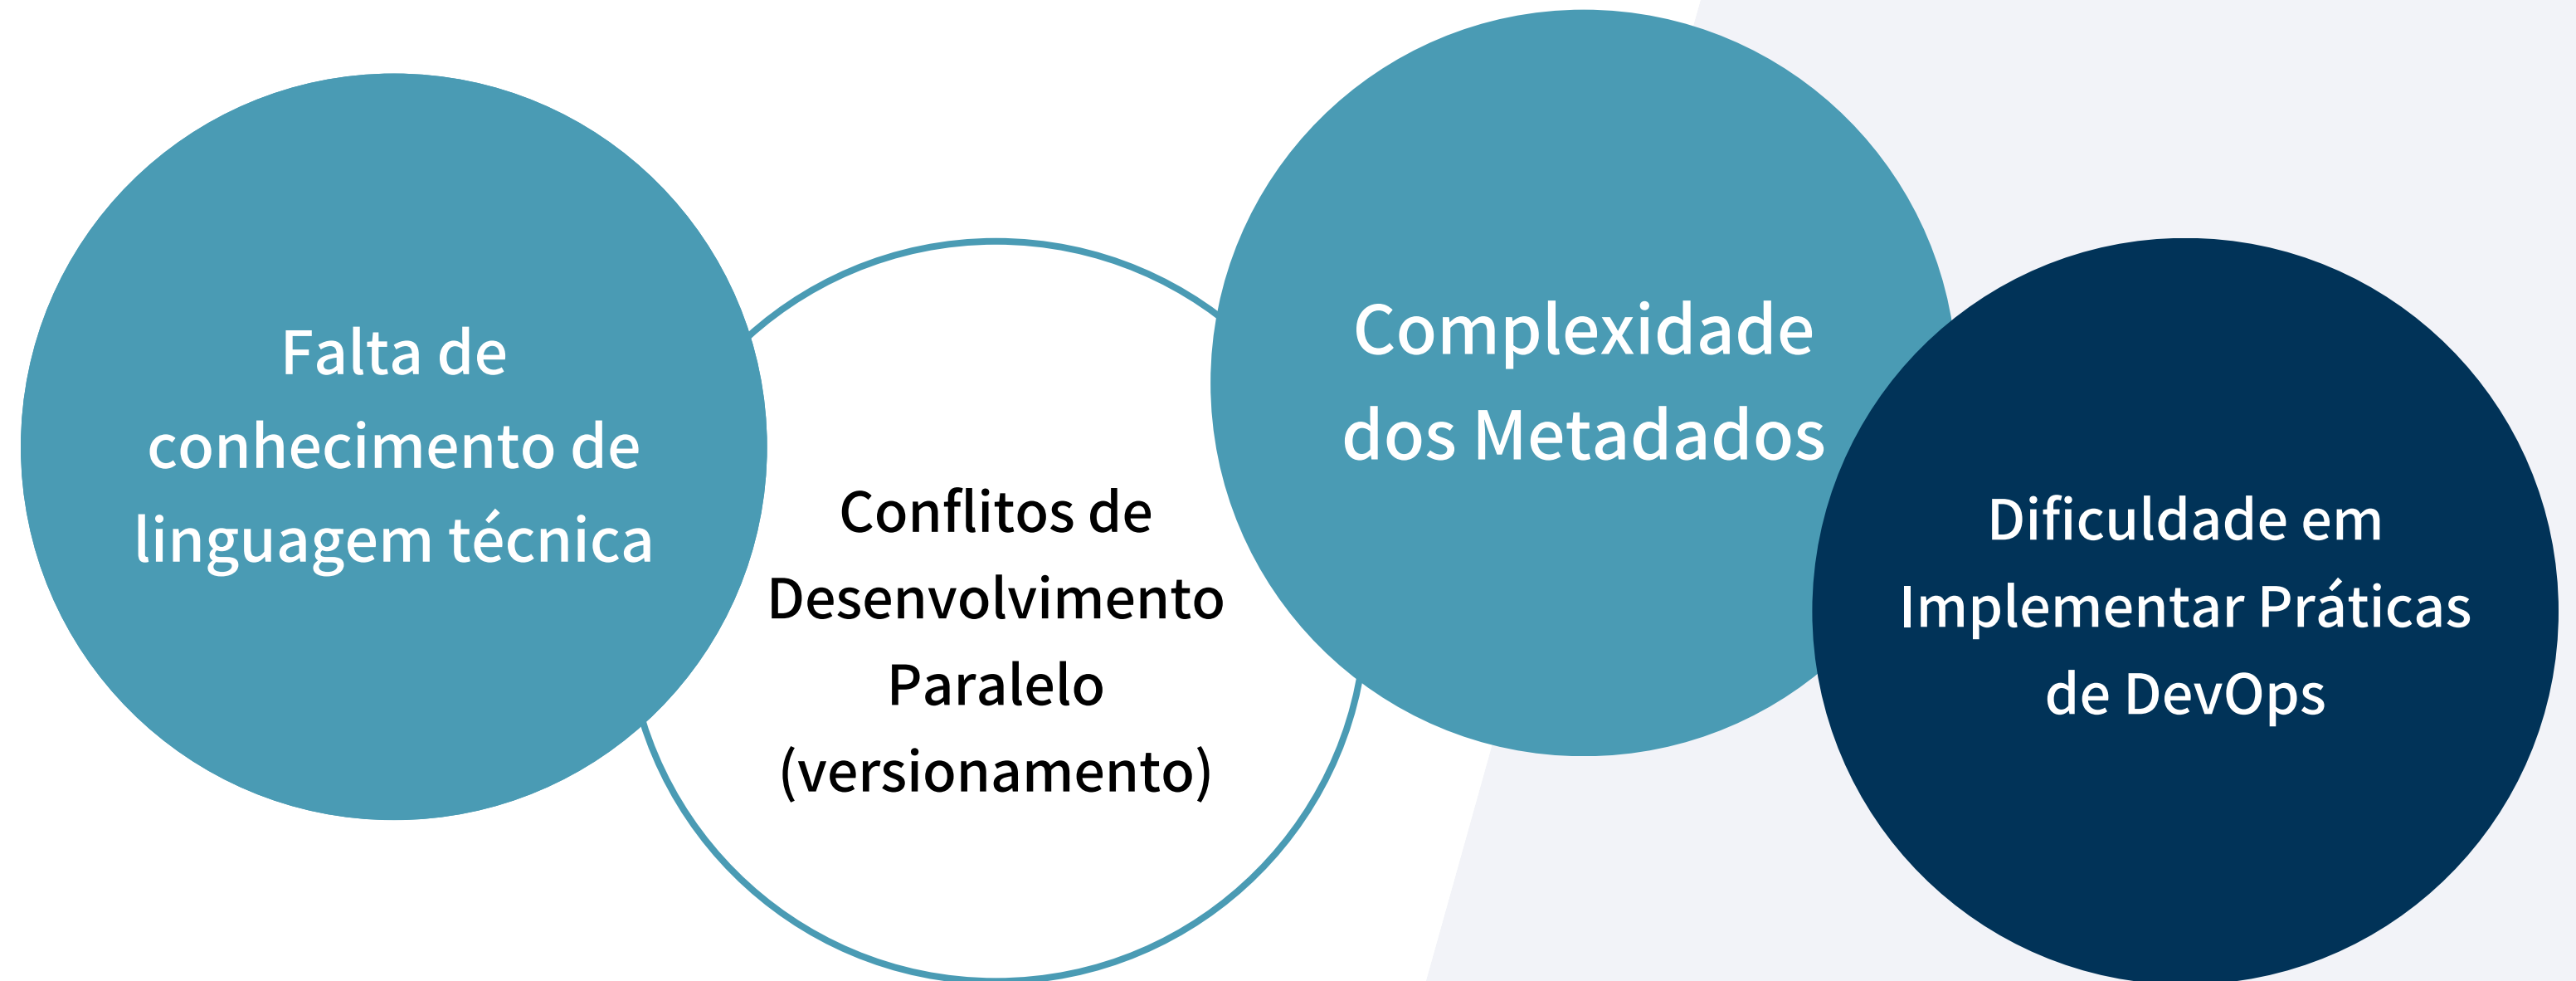 Falta de
conhecimento de
linguagem técnica
Conflitos de
Desenvolvimento
Paralelo
(versionamento)
Complexidade
dos Metadados
Dificuldade em
Implementar Práticas
de DevOps